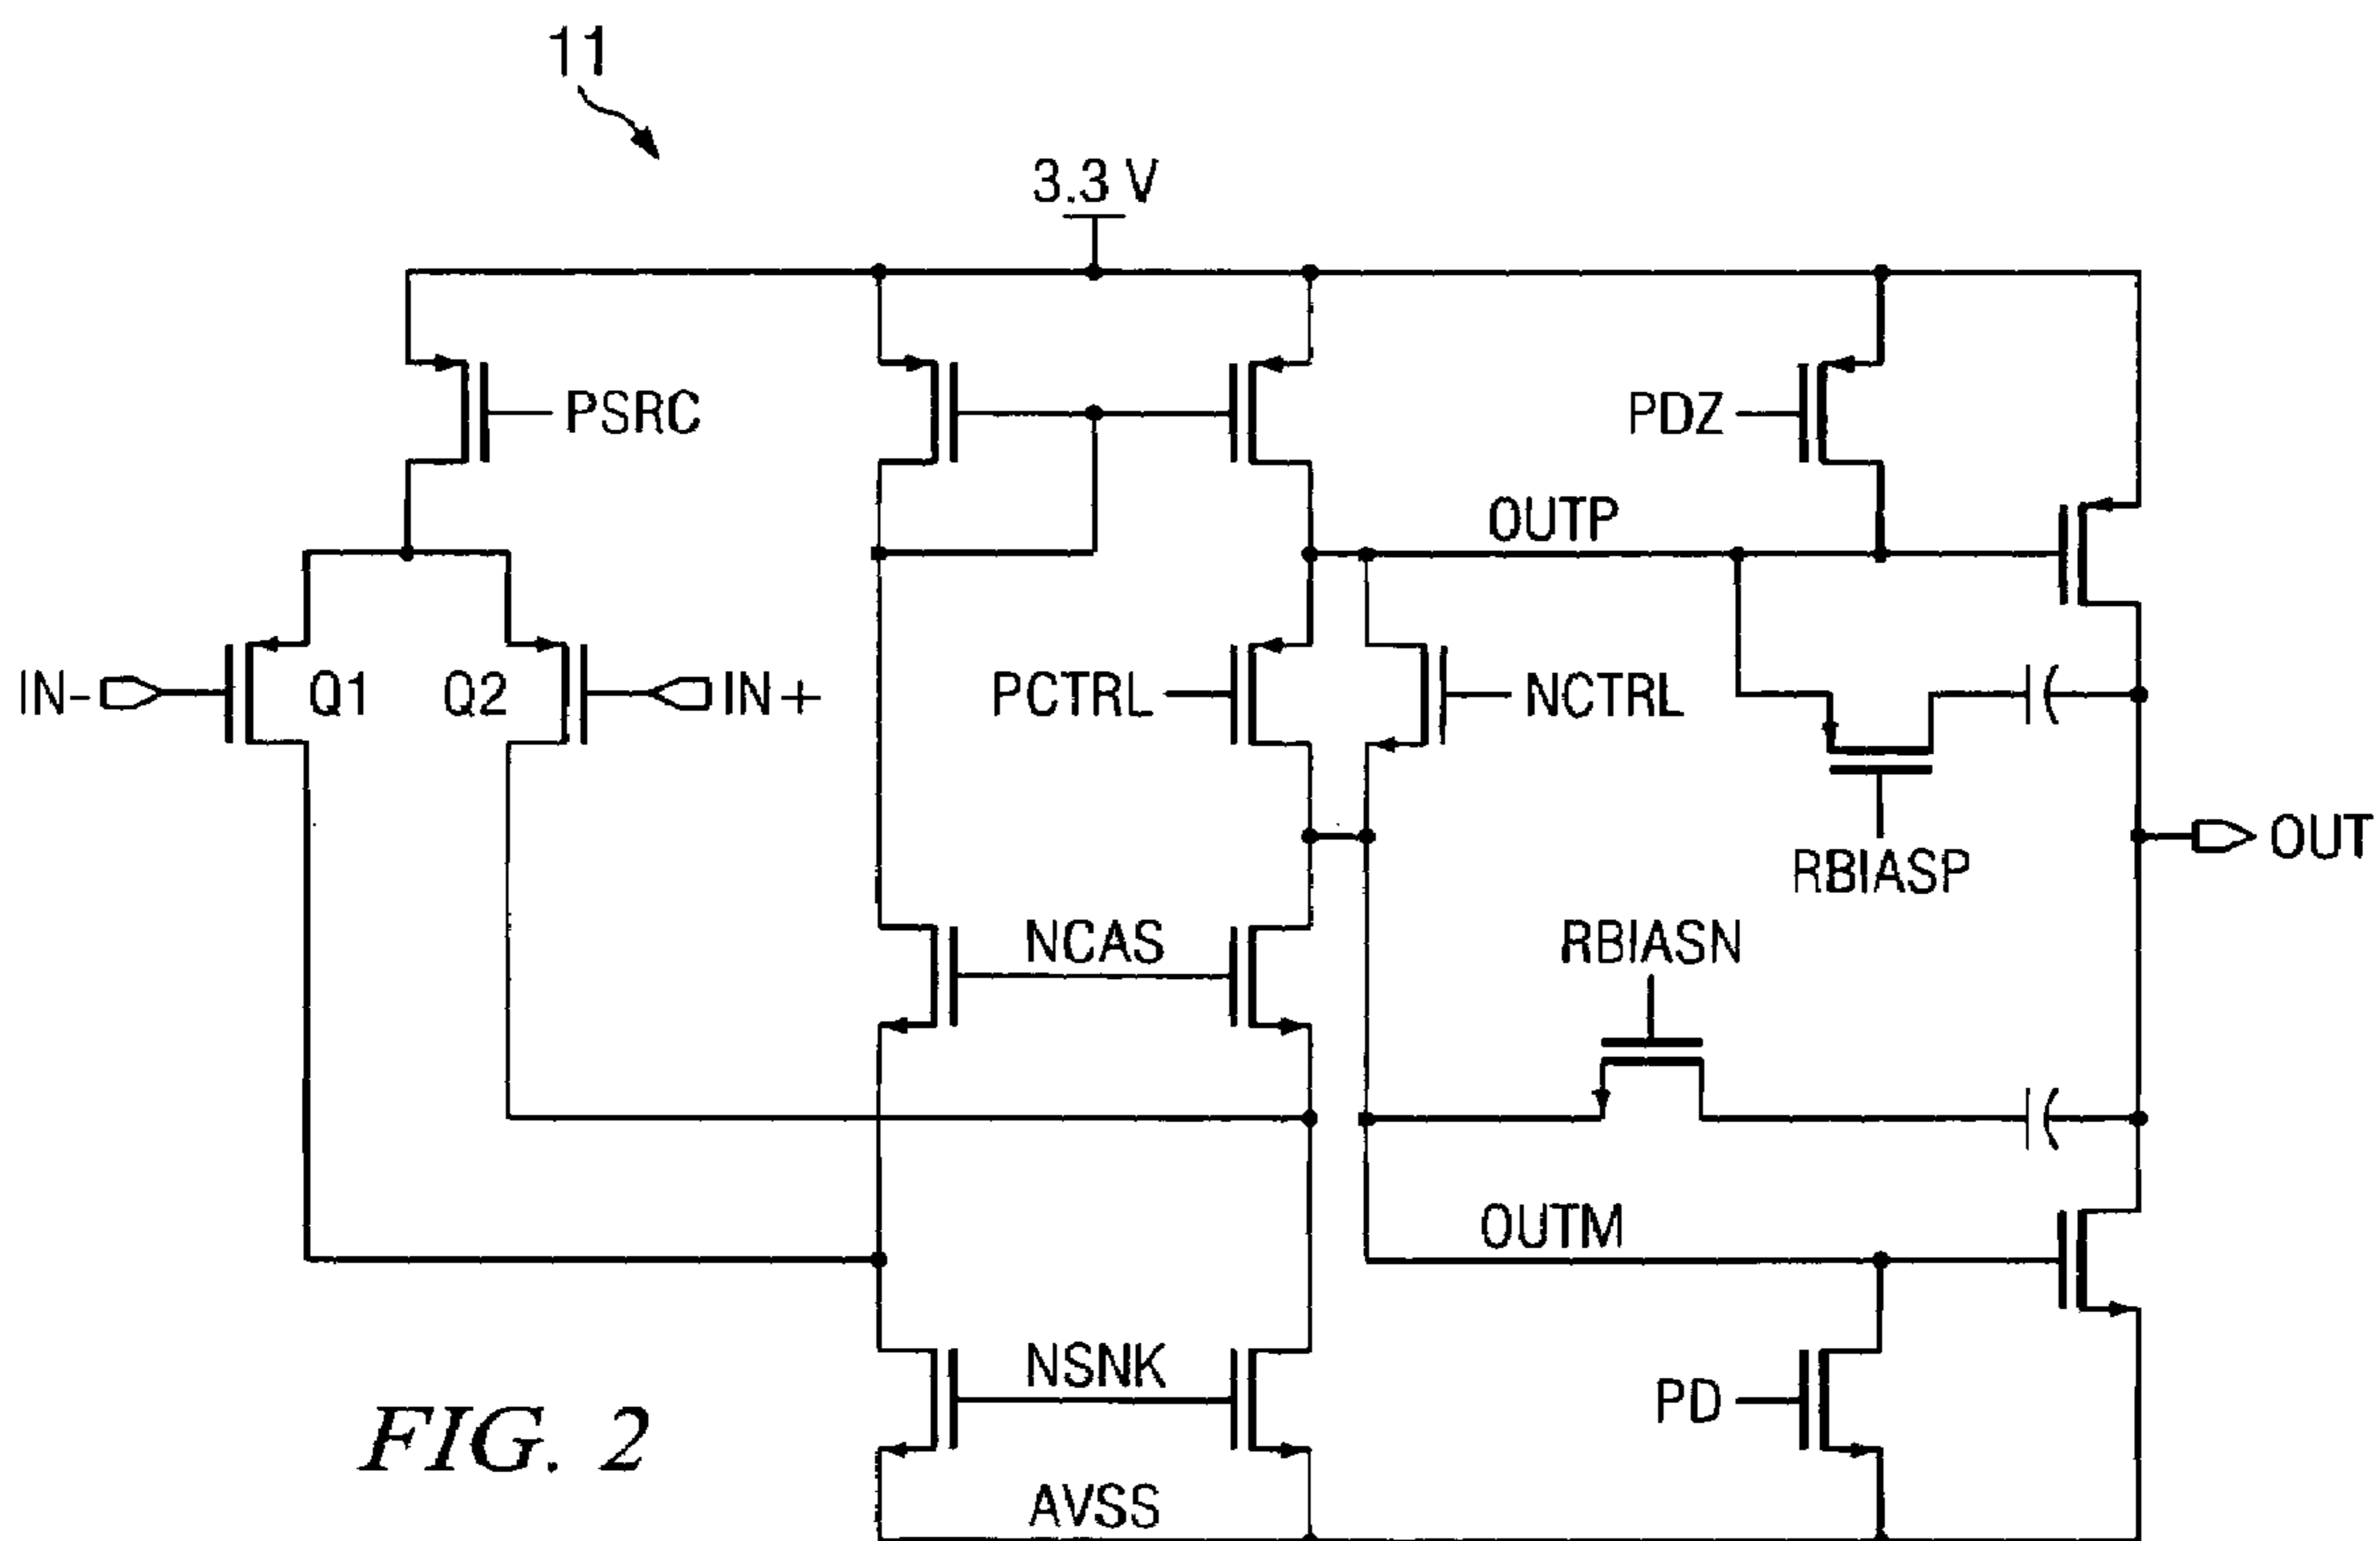 11
3.3 V
PSRC
PDZ
OUTP
IN-
Q1
Q2
IN+
PCTRL
NCTRL
OUT
RBIASP
NCAS
RBIASN
OUTM
NSNK
PD
FIG. 2
AVSS